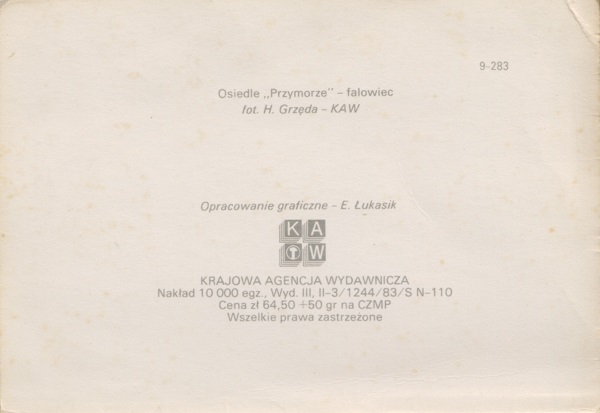 9-283
Osiedle „Przymorze" – falowiec
fot. H. Grzęda – KAW
Opracowanie graficzne – E. Łukasik
K A
W
KRAJOWA AGENCJA WYDAWNICZA
Nakład 10 000 egz., Wyd. III, II-3/1244/83/S N-110
Cena zł 64,50 ÷50 gr na CZMP
Wszelkie prawa zastrzeżone